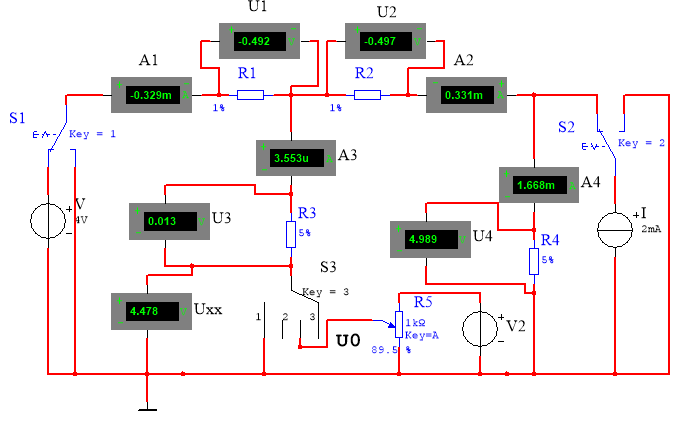 U1
U2
-0.492
-0.497
A1
R1
R2
A2
-0.329m
0.331m
1%
1%
S1
Key = 1
S2
Key = 2
3.553u
A3
A4
1.668m
V
4V
0.013
U3
R3
5%
4.989
U4
R4
5%
I
2mA
S3
Key = 3
4.478
Uxx
1
2
3
R5
1kΩ
Key=A
89.5 %
U0
V2